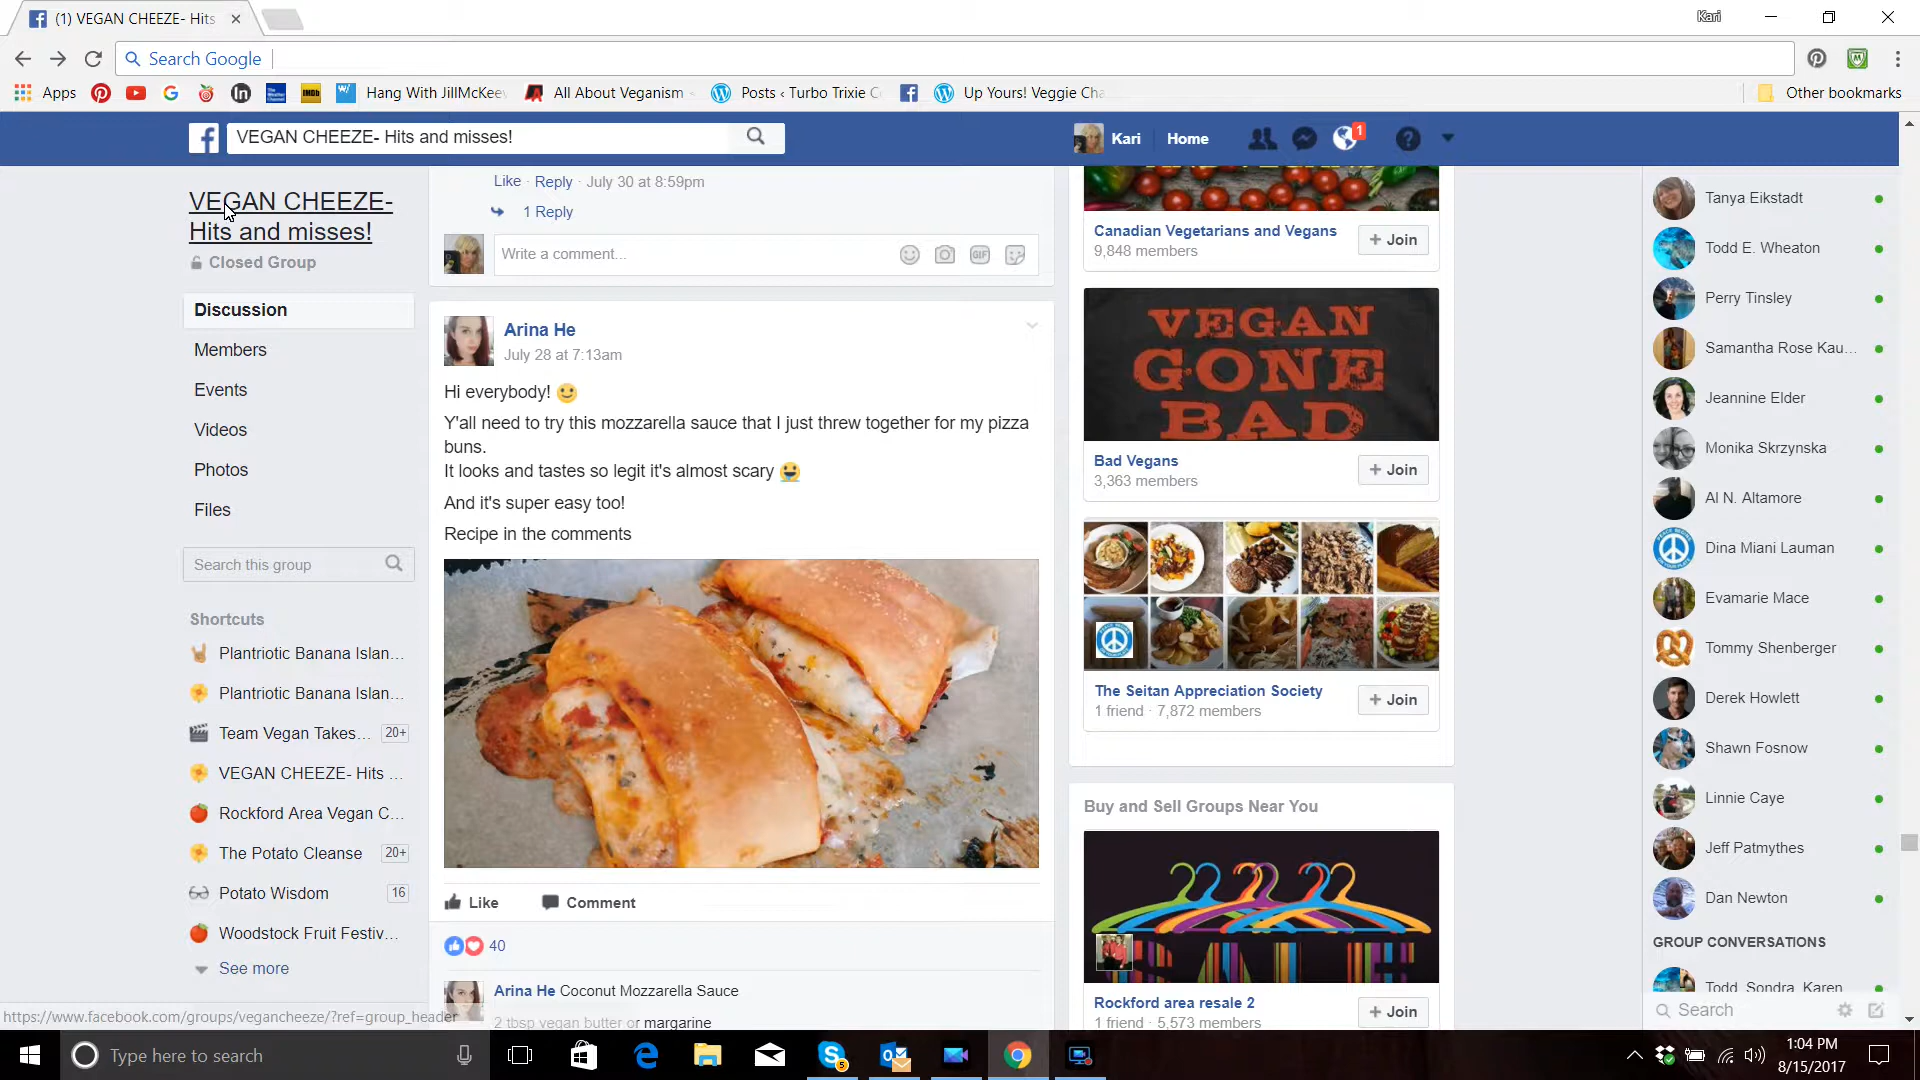 (1) VEGAN CHEEZE- Hits
Kari
Search Google
Apps
Hang With JillMcKee
All About Veganism
Posts ‹ Turbo Trixie C
Up Yours! Veggie Cha
Other bookmarks
VEGAN CHEEZE- Hits and misses!
Kari
Home
1
VEGAN CHEEZE-
Hits and misses!
Closed Group
Discussion
Members
Events
Videos
Photos
Files
Search this group
Shortcuts
Plantriotic Banana Islan...
Plantriotic Banana Islan...
Team Vegan Takes... 20+
VEGAN CHEEZE- Hits ...
Rockford Area Vegan C...
The Potato Cleanse 20+
Potato Wisdom 16
Woodstock Fruit Festiv...
See more
https://www.facebook.com/groups/vegancheeze/?ref=group_header
Like · Reply · July 30 at 8:59pm
1 Reply
Write a comment...
GIF
Arina He
July 28 at 7:13am
Hi everybody!
Y'all need to try this mozzarella sauce that I just threw together for my pizza
buns.
It looks and tastes so legit it's almost scary
And it's super easy too!
Recipe in the comments
Like
Comment
40
Arina He Coconut Mozzarella Sauce
2 tbsp vegan butter or margarine
Canadian Vegetarians and Vegans
9,848 members
+ Join
VEGAN
GONE
BAD
Bad Vegans
3,363 members
+ Join
The Seitan Appreciation Society
1 friend · 7,872 members
+ Join
Buy and Sell Groups Near You
Rockford area resale 2
1 friend · 5,573 members
+ Join
Tanya Eikstadt
Todd E. Wheaton
Perry Tinsley
Samantha Rose Kau...
Jeannine Elder
Monika Skrzynska
Al N. Altamore
Dina Miani Lauman
Evamarie Mace
Tommy Shenberger
Derek Howlett
Shawn Fosnow
Linnie Caye
Jeff Patmythes
Dan Newton
GROUP CONVERSATIONS
Todd, Sondra, Karen
Search
Type here to search
1:04 PM
8/15/2017